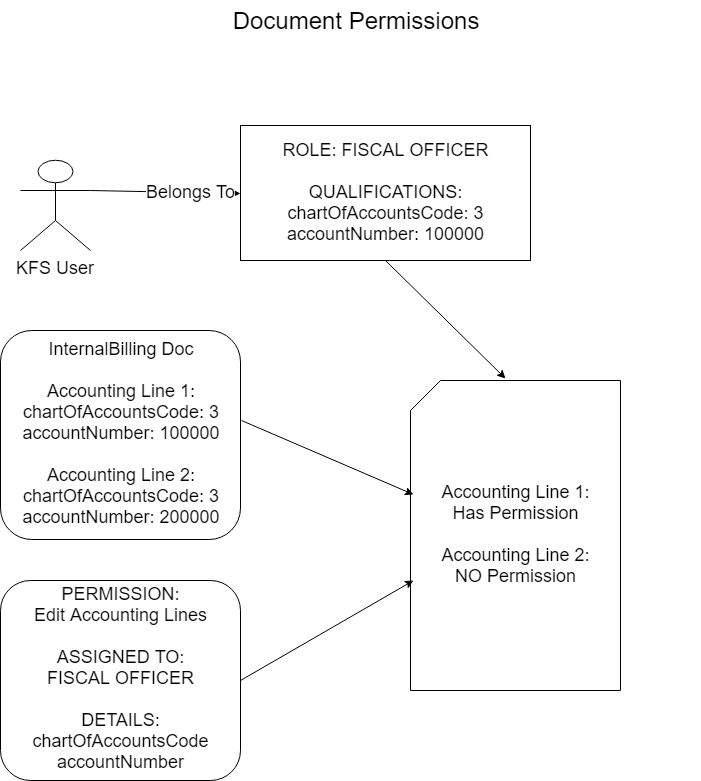 Document Permissions
ROLE: FISCAL OFFICER
QUALIFICATIONS:
chartOfAccountsCode: 3
accountNumber: 100000
Belongs To
KFS User
InternalBilling Doc
Accounting Line 1:
chartOfAccountsCode: 3
accountNumber: 100000
Accounting Line 2:
chartOfAccountsCode: 3
accountNumber: 200000
Accounting Line 1:
Has Permission
Accounting Line 2:
NO Permission
PERMISSION:
Edit Accounting Lines
ASSIGNED TO:
FISCAL OFFICER
DETAILS:
chartOfAccountsCode
accountNumber